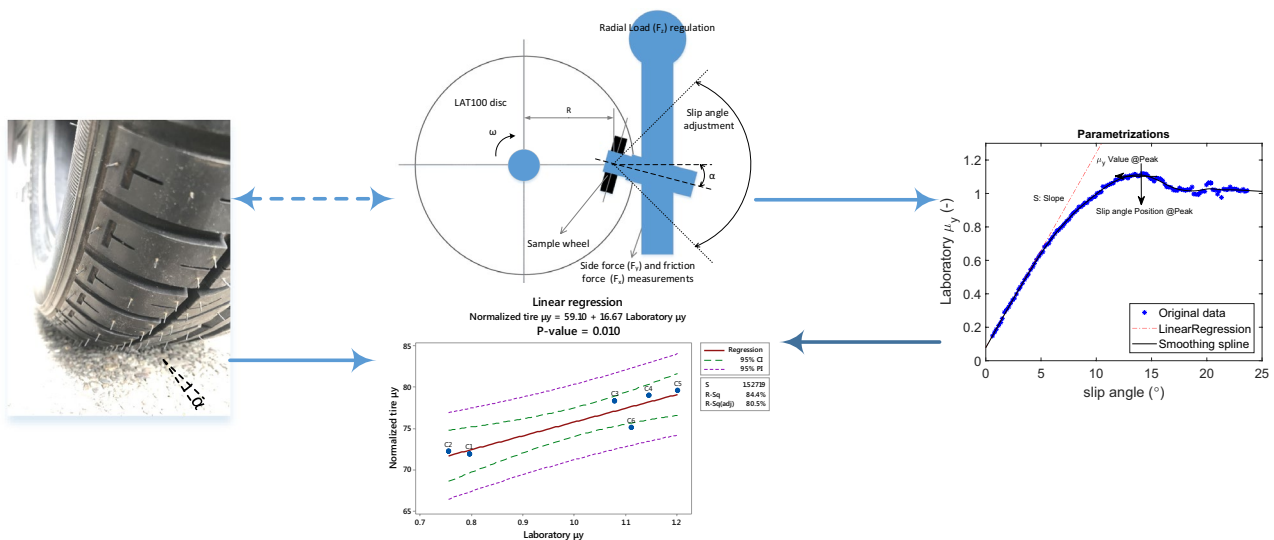 Radial Load (Fz) regulation
LAT100 disc
R
ω
Slip angle
adjustment
α
Sample wheel
Side force (Fy) and friction
force (Fx) measurements
α
Linear regression
Normalized tire μy = 59.10 + 16.67 Laboratory μy
P-value = 0.010
85
80
75
70
65
Normalized tire μy
C2
C1
C3
C4
C5
C6
0.7
0.8
0.9
1.0
1.1
1.2
Laboratory μy
Regression
95% CI
95% PI
S 1.52719
R-Sq 84.4%
R-Sq(adj) 80.5%
Parametrizations
μy Value @Peak
S: Slope
Slip angle Position @Peak
1.2
1
0.8
0.6
0.4
0.2
0
Laboratory μy (-)
0
5
10
15
20
25
slip angle (°)
Original data
LinearRegression
Smoothing spline